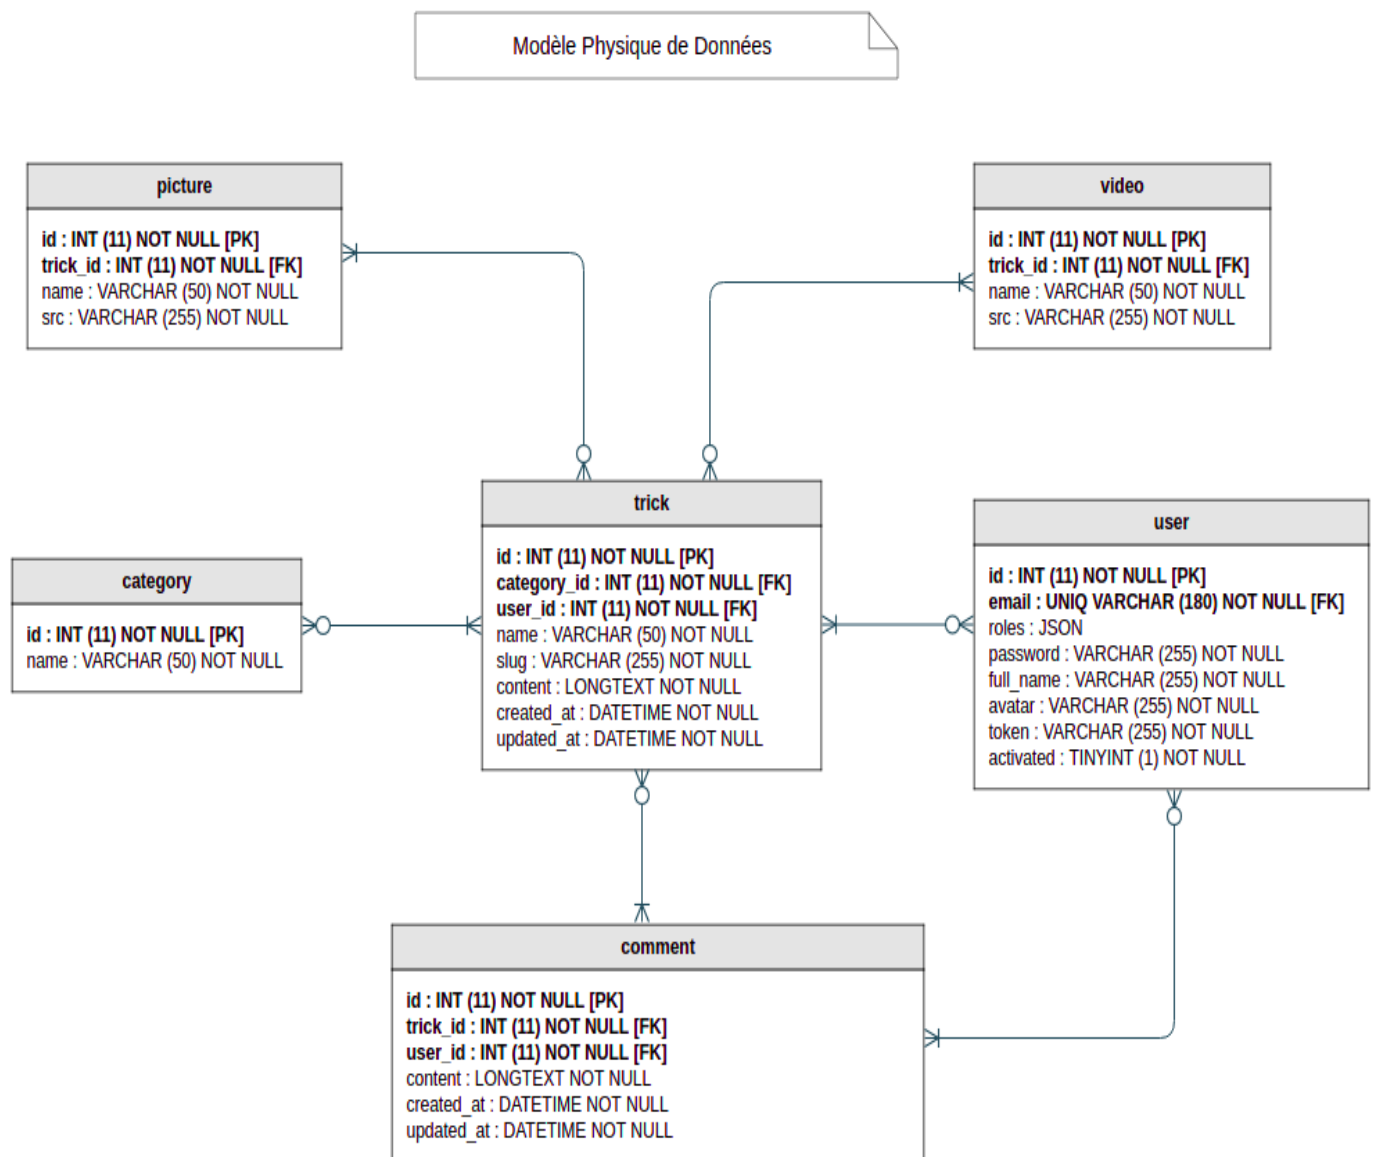 Modèle Physique de Données
picture
id : INT (11) NOT NULL [PK]
trick_id : INT (11) NOT NULL [FK]
name : VARCHAR (50) NOT NULL
src : VARCHAR (255) NOT NULL
video
id : INT (11) NOT NULL [PK]
trick_id : INT (11) NOT NULL [FK]
name : VARCHAR (50) NOT NULL
src : VARCHAR (255) NOT NULL
category
id : INT (11) NOT NULL [PK]
name : VARCHAR (50) NOT NULL
trick
id : INT (11) NOT NULL [PK]
category_id : INT (11) NOT NULL [FK]
user_id : INT (11) NOT NULL [FK]
name : VARCHAR (50) NOT NULL
slug : VARCHAR (255) NOT NULL
content : LONGTEXT NOT NULL
created_at : DATETIME NOT NULL
updated_at : DATETIME NOT NULL
user
id : INT (11) NOT NULL [PK]
email : UNIQ VARCHAR (180) NOT NULL [FK]
roles : JSON
password : VARCHAR (255) NOT NULL
full_name : VARCHAR (255) NOT NULL
avatar : VARCHAR (255) NOT NULL
token : VARCHAR (255) NOT NULL
activated : TINYINT (1) NOT NULL
comment
id : INT (11) NOT NULL [PK]
trick_id : INT (11) NOT NULL [FK]
user_id : INT (11) NOT NULL [FK]
content : LONGTEXT NOT NULL
created_at : DATETIME NOT NULL
updated_at : DATETIME NOT NULL